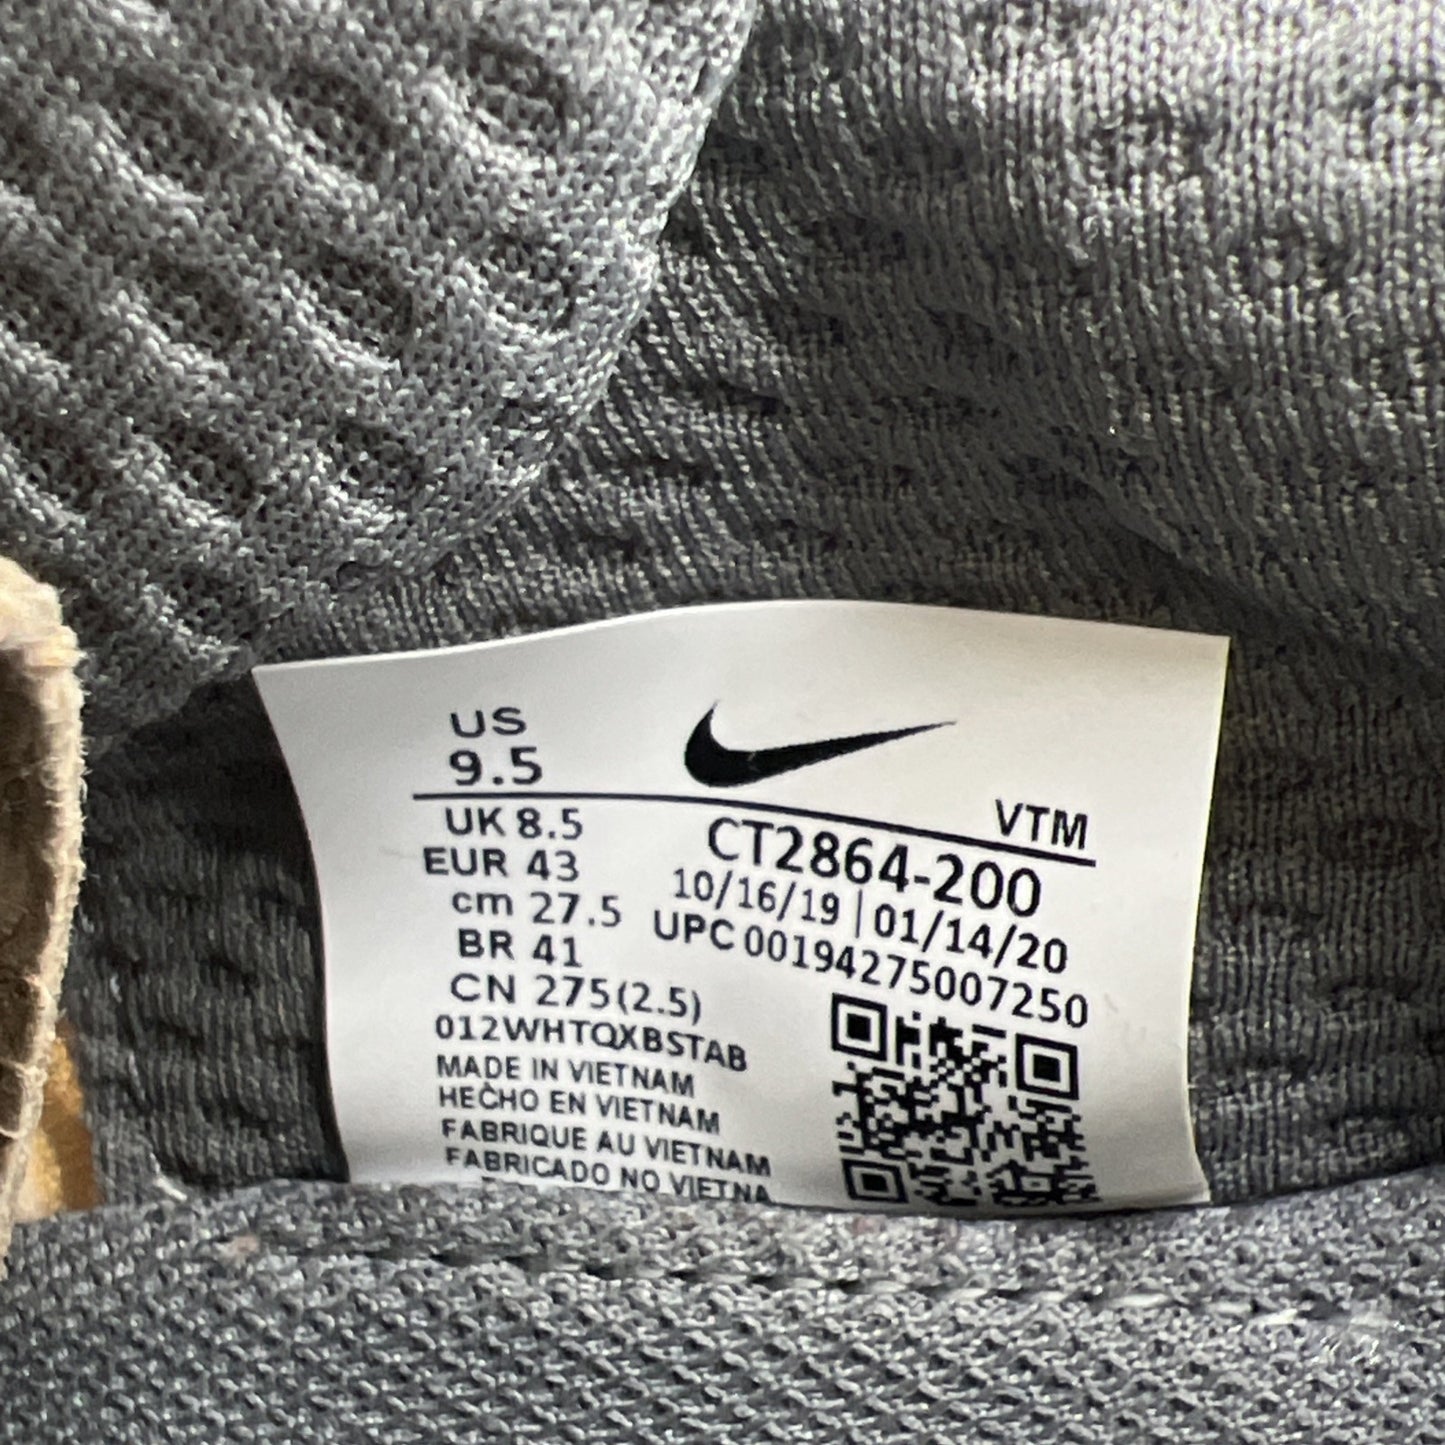 US
9.5
VTM
UK 8.5
EUR 43
cm 27.5
BR 41
CN 275(2.5)
012WHTQXBSTAB
MADE IN VIETNAM
HECHO EN VIETNAM
FABRIQUE AU VIETNAM
FABRICADO NO VIETNA
CT2864-200
10/16/19 | 01/14/20
UPC 00194275007250